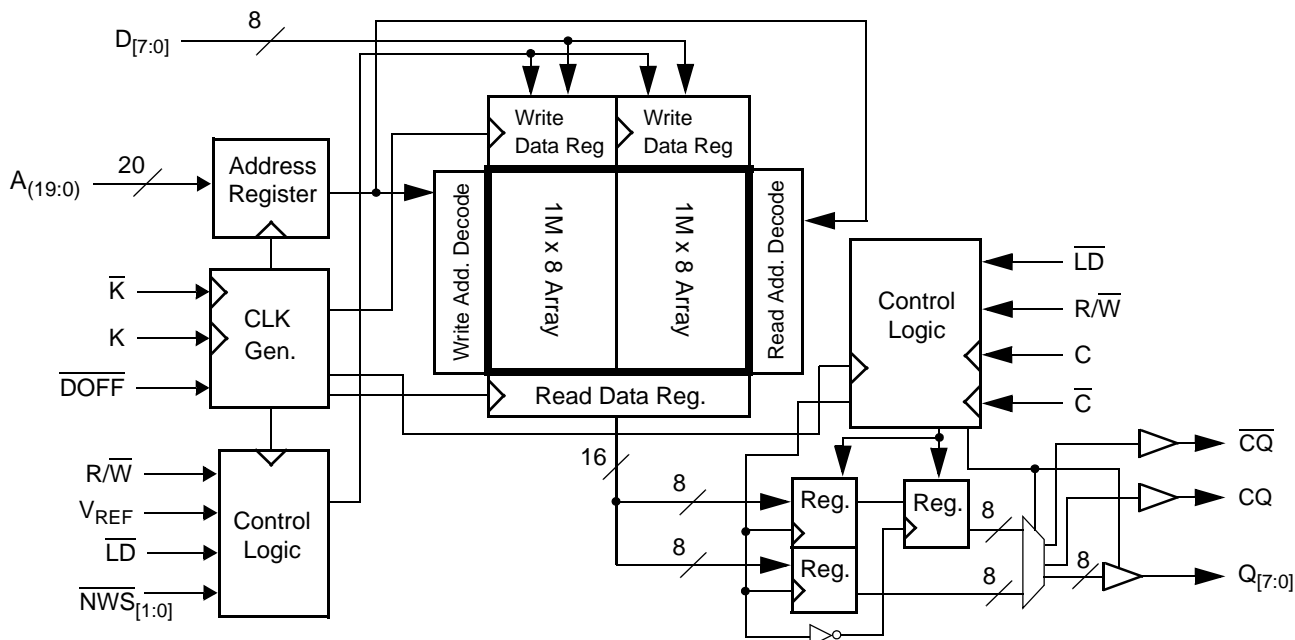 D[7:0]
8
Write
Data Reg
Write
Data Reg
A(19:0)
20
Address
Register
Write Add. Decode
1M x 8 Array
1M x 8 Array
Read Add. Decode
K
K
DOFF
CLK
Gen.
Read Data Reg.
Control
Logic
LD
R/W
C
C
R/W
VREF
LD
NWS[1:0]
Control
Logic
16
8
Reg.
Reg.
8
8
Reg.
8
8
CQ
CQ
Q[7:0]